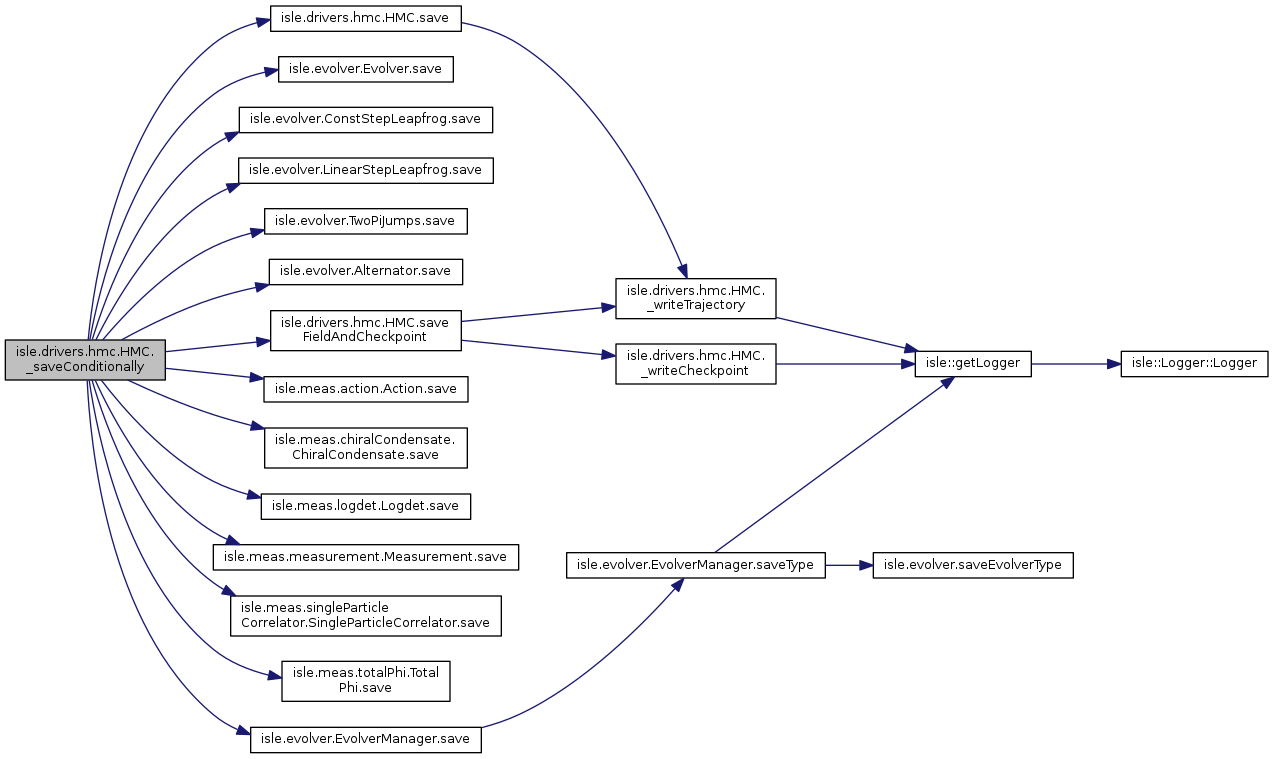 isle.drivers.hmc.HMC.save
isle.evolver.Evolver.save
isle.evolver.ConstStepLeapfrog.save
isle.evolver.LinearStepLeapfrog.save
isle.evolver.TwoPiJumps.save
isle.evolver.Alternator.save
isle.drivers.hmc.HMC.
_writeTrajectory
isle.drivers.hmc.HMC.save
FieldAndCheckpoint
isle.drivers.hmc.HMC.
_saveConditionally
isle.drivers.hmc.HMC.
_writeCheckpoint
isle::getLogger
isle::Logger::Logger
isle.meas.action.Action.save
isle.meas.chiralCondensate.
ChiralCondensate.save
isle.meas.logdet.Logdet.save
isle.meas.measurement.Measurement.save
isle.evolver.EvolverManager.saveType
isle.evolver.saveEvolverType
isle.meas.singleParticle
Correlator.SingleParticleCorrelator.save
isle.meas.totalPhi.Total
Phi.save
isle.evolver.EvolverManager.save